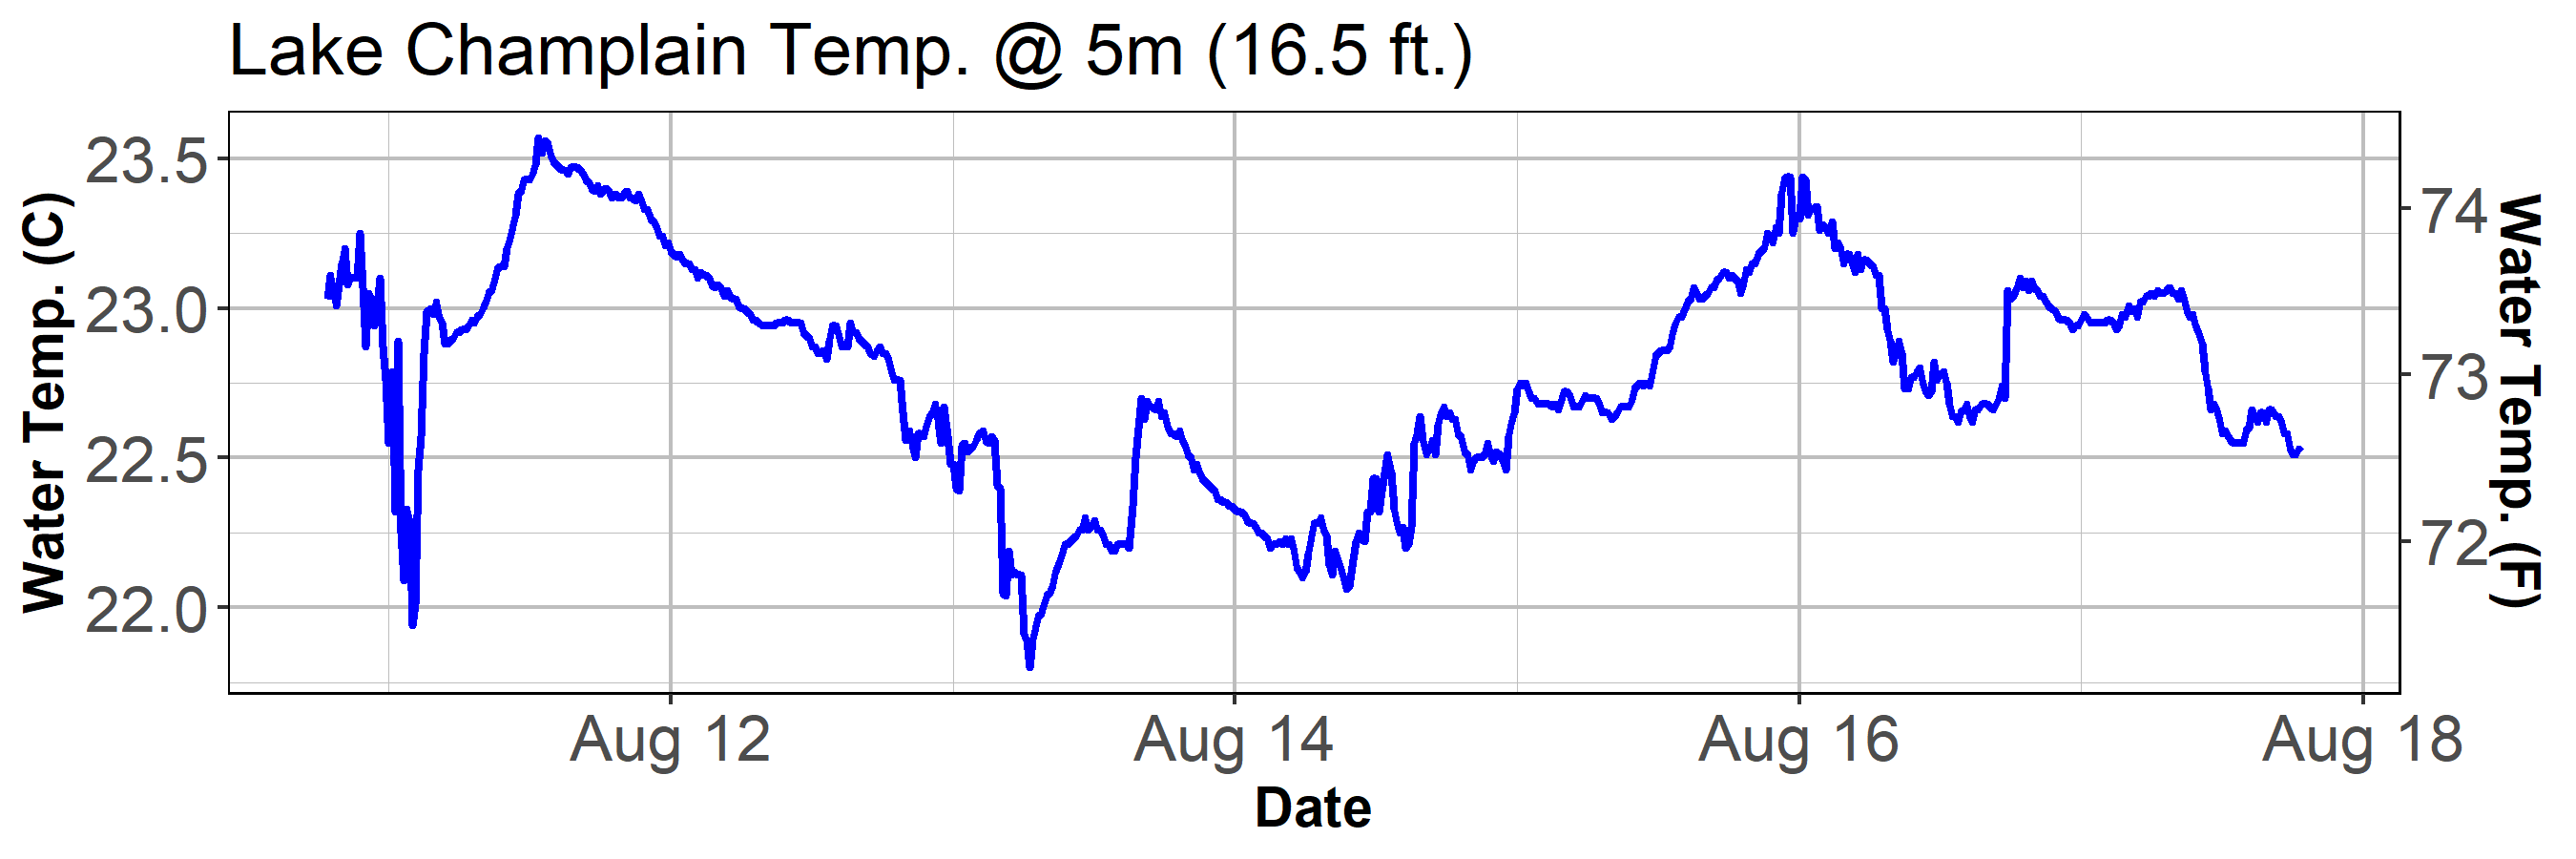 Lake Champlain Temp. @ 5m (16.5 ft.)
Water Temp. (C)
23.5
23.0
22.5
22.0
74
73
72
Water Temp. (F)
Aug 12 Aug 14 Aug 16 Aug 18
Date